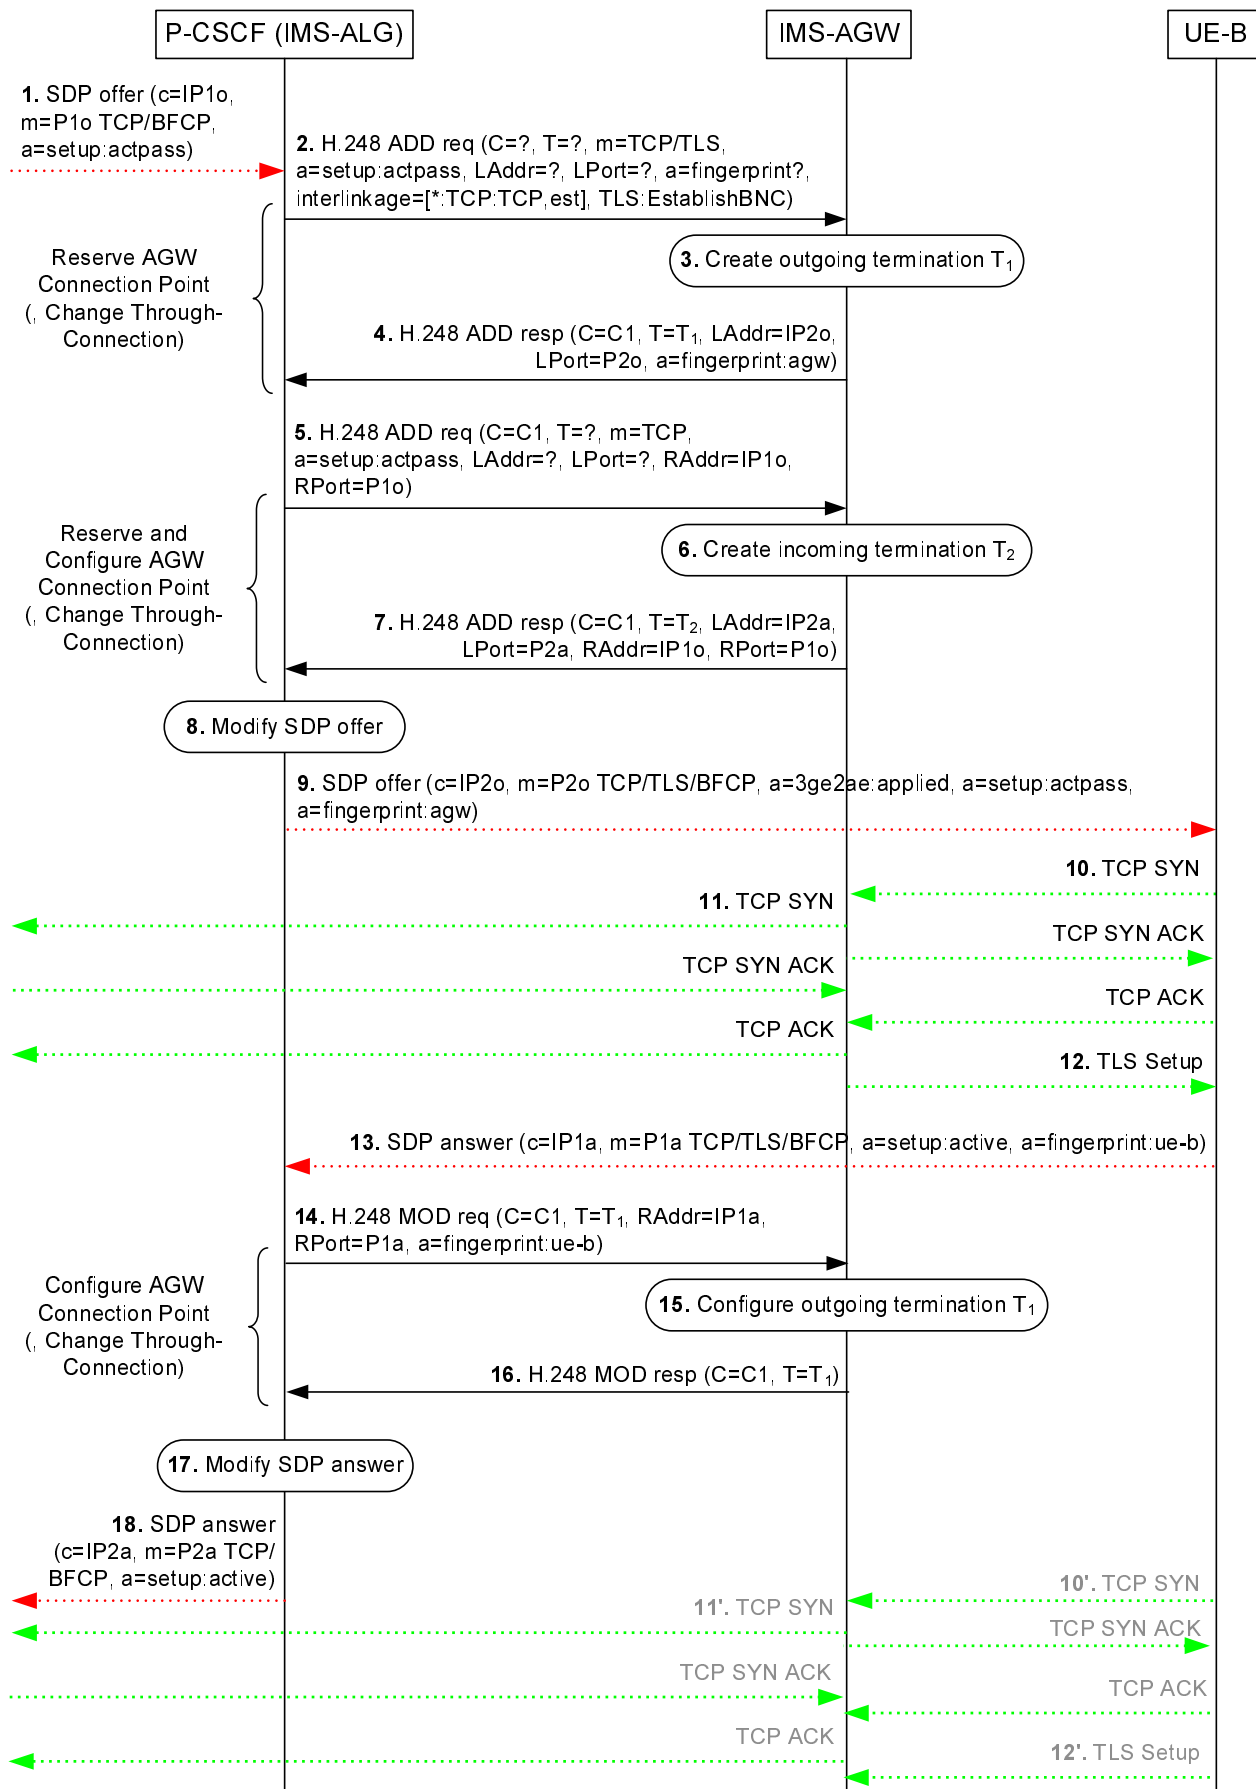 P-CSCF (IMS-ALG)
IMS-AGW
UE-B
1. SDP offer (c=IP1o,
m=P1o TCP/BFCP,
a=setup:actpass)
2. H.248 ADD req (C=?, T=?, m=TCP/TLS,
a=setup:actpass, LAddr=?, LPort=?, a=fingerprint?,
interlinkage=[*:TCP:TCP,est], TLS:EstablishBNC)
Reserve AGW
Connection Point
(, Change Through-
Connection)
3. Create outgoing termination T1
4. H.248 ADD resp (C=C1, T=T1, LAddr=IP2o,
LPort=P2o, a=fingerprint:agw)
5. H.248 ADD req (C=C1, T=?, m=TCP,
a=setup:actpass, LAddr=?, LPort=?, RAddr=IP1o,
RPort=P1o)
Reserve and
Configure AGW
Connection Point
(, Change Through-
Connection)
6. Create incoming termination T2
7. H.248 ADD resp (C=C1, T=T2, LAddr=IP2a,
LPort=P2a, RAddr=IP1o, RPort=P1o)
8. Modify SDP offer
9. SDP offer (c=IP2o, m=P2o TCP/TLS/BFCP, a=3ge2ae:applied, a=setup:actpass,
a=fingerprint:agw)
10. TCP SYN
11. TCP SYN
TCP SYN ACK
TCP SYN ACK
TCP ACK
TCP ACK
12. TLS Setup
13. SDP answer (c=IP1a, m=P1a TCP/TLS/BFCP, a=setup:active, a=fingerprint:ue-b)
14. H.248 MOD req (C=C1, T=T1, RAddr=IP1a,
RPort=P1a, a=fingerprint:ue-b)
Configure AGW
Connection Point
(, Change Through-
Connection)
15. Configure outgoing termination T1
16. H.248 MOD resp (C=C1, T=T1)
17. Modify SDP answer
18. SDP answer
(c=IP2a, m=P2a TCP/
BFCP, a=setup:active)
10'. TCP SYN
11'. TCP SYN
TCP SYN ACK
TCP SYN ACK
TCP ACK
TCP ACK
12'. TLS Setup